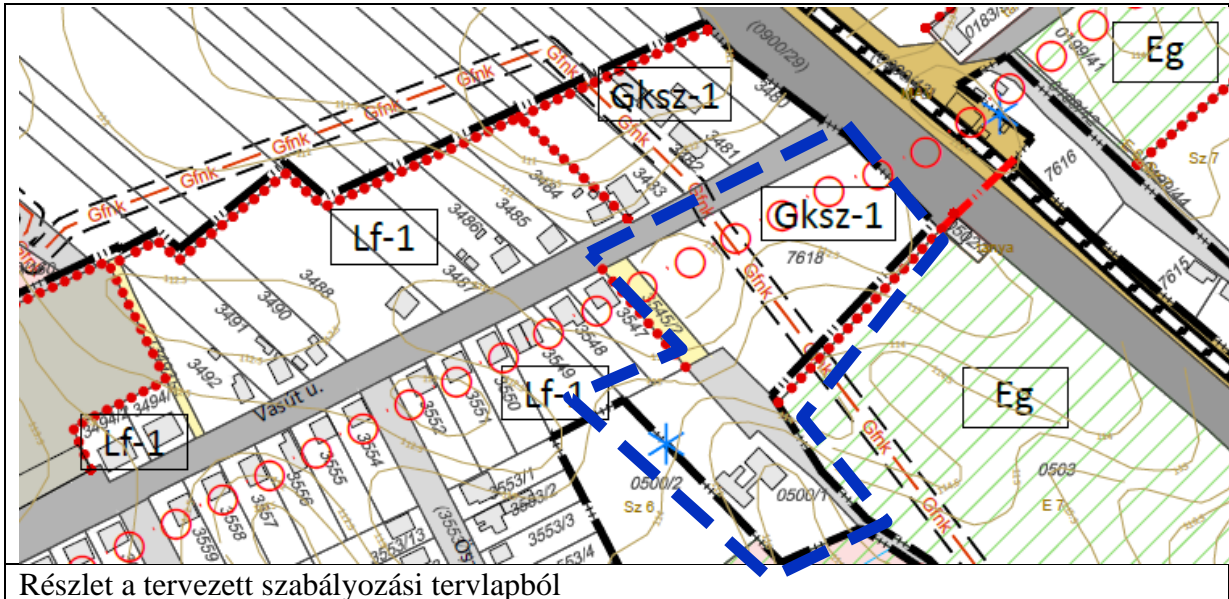 (0900/29)
0183/
Eg
0199/41
Gfnk
Gfnk
Gfnk
Gksz-1
3480
Gfnk
Gfnk
3481
3482
Sz 7
7616
Gfnk
3484
3483
3485
3486
Lf-1
Gksz-1
7618
tanya
7615
3487
3488
3490
3491
3492
3545/2
3547
3548
3549
3550
Lf-1
Gfnk
Gfnk
Eg
Vasút u.
3551
3552
3494/
Lf-1
3554
3555
3556
3557
3558
3559
3553/1
3553/2
3553/3
3553/4
3553/13
0500/2
Sz 6
0500/1
0503
E 7
Gfnk
Részlet a tervezett szabályozási tervlapból